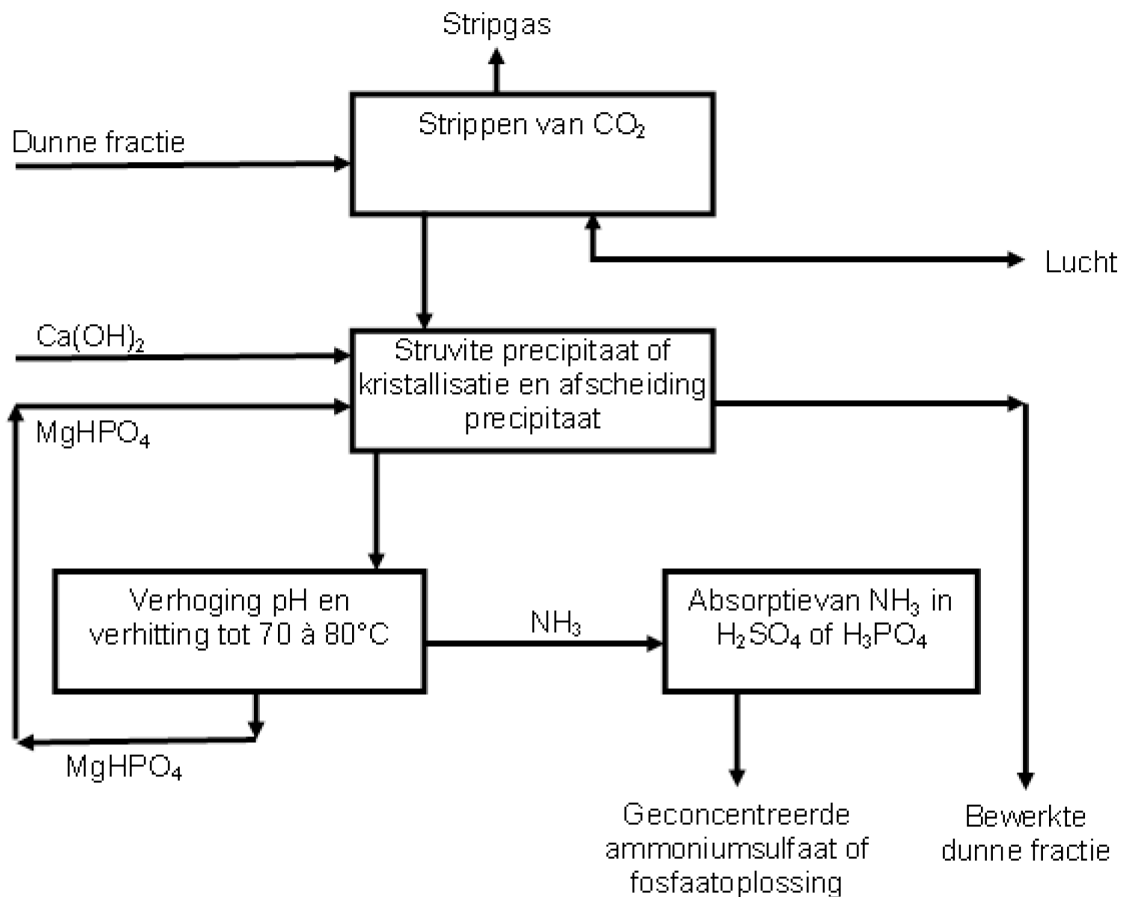 Stripgas
Strippen van CO₂
Dunne fractie
Lucht
Ca(OH)₂
Struvite precipitaat of
kristallisatie en afscheiding
precipitaat
MgHPO₄
Verhoging pH en
verhitting tot 70 à 80°C
NH₃
Absorptievan NH₃ in
H₂SO₄ of H₃PO₄
MgHPO₄
Geconcentreerde
ammoniumsulfaat of
fosfaatoplossing
Bewerkte
dunne fractie